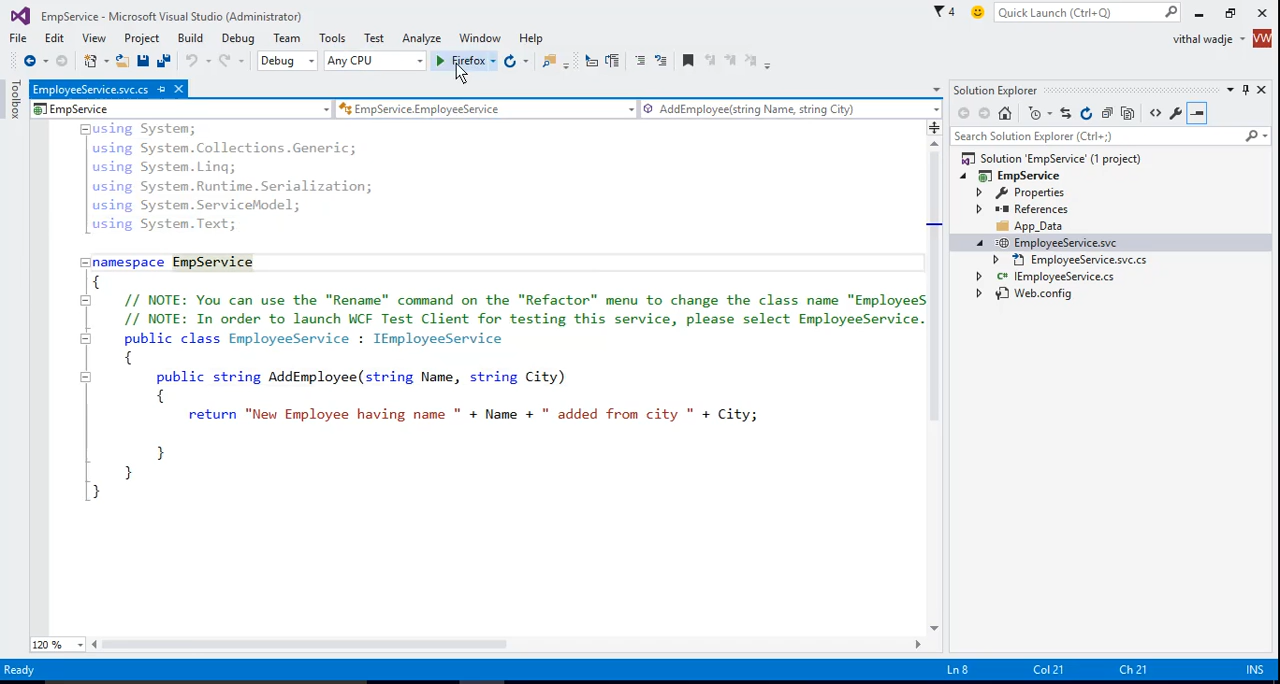 EmpService - Microsoft Visual Studio (Administrator)
4
Quick Launch (Ctrl+Q)
File Edit View Project Build Debug Team Tools Test Analyze Window Help
vithal wadje
VW
Debug
Any CPU
Firefox
Toolbox
EmployeeService.svc.cs
EmpService
EmpService.EmployeeService
AddEmployee(string Name, string City)
using System;
using System.Collections.Generic;
using System.Linq;
using System.Runtime.Serialization;
using System.ServiceModel;
using System.Text;
namespace EmpService
{
// NOTE: You can use the "Rename" command on the "Refactor" menu to change the class name "EmployeeS
// NOTE: In order to launch WCF Test Client for testing this service, please select EmployeeService.
public class EmployeeService : IEmployeeService
{
public string AddEmployee(string Name, string City)
{
return "New Employee having name " + Name + " added from city " + City;
}
}
}
120 %
Solution Explorer
Search Solution Explorer (Ctrl+;)
Solution 'EmpService' (1 project)
EmpService
Properties
References
App_Data
EmployeeService.svc
EmployeeService.svc.cs
C# IEmployeeService.cs
Web.config
Ready
Ln 8
Col 21
Ch 21
INS